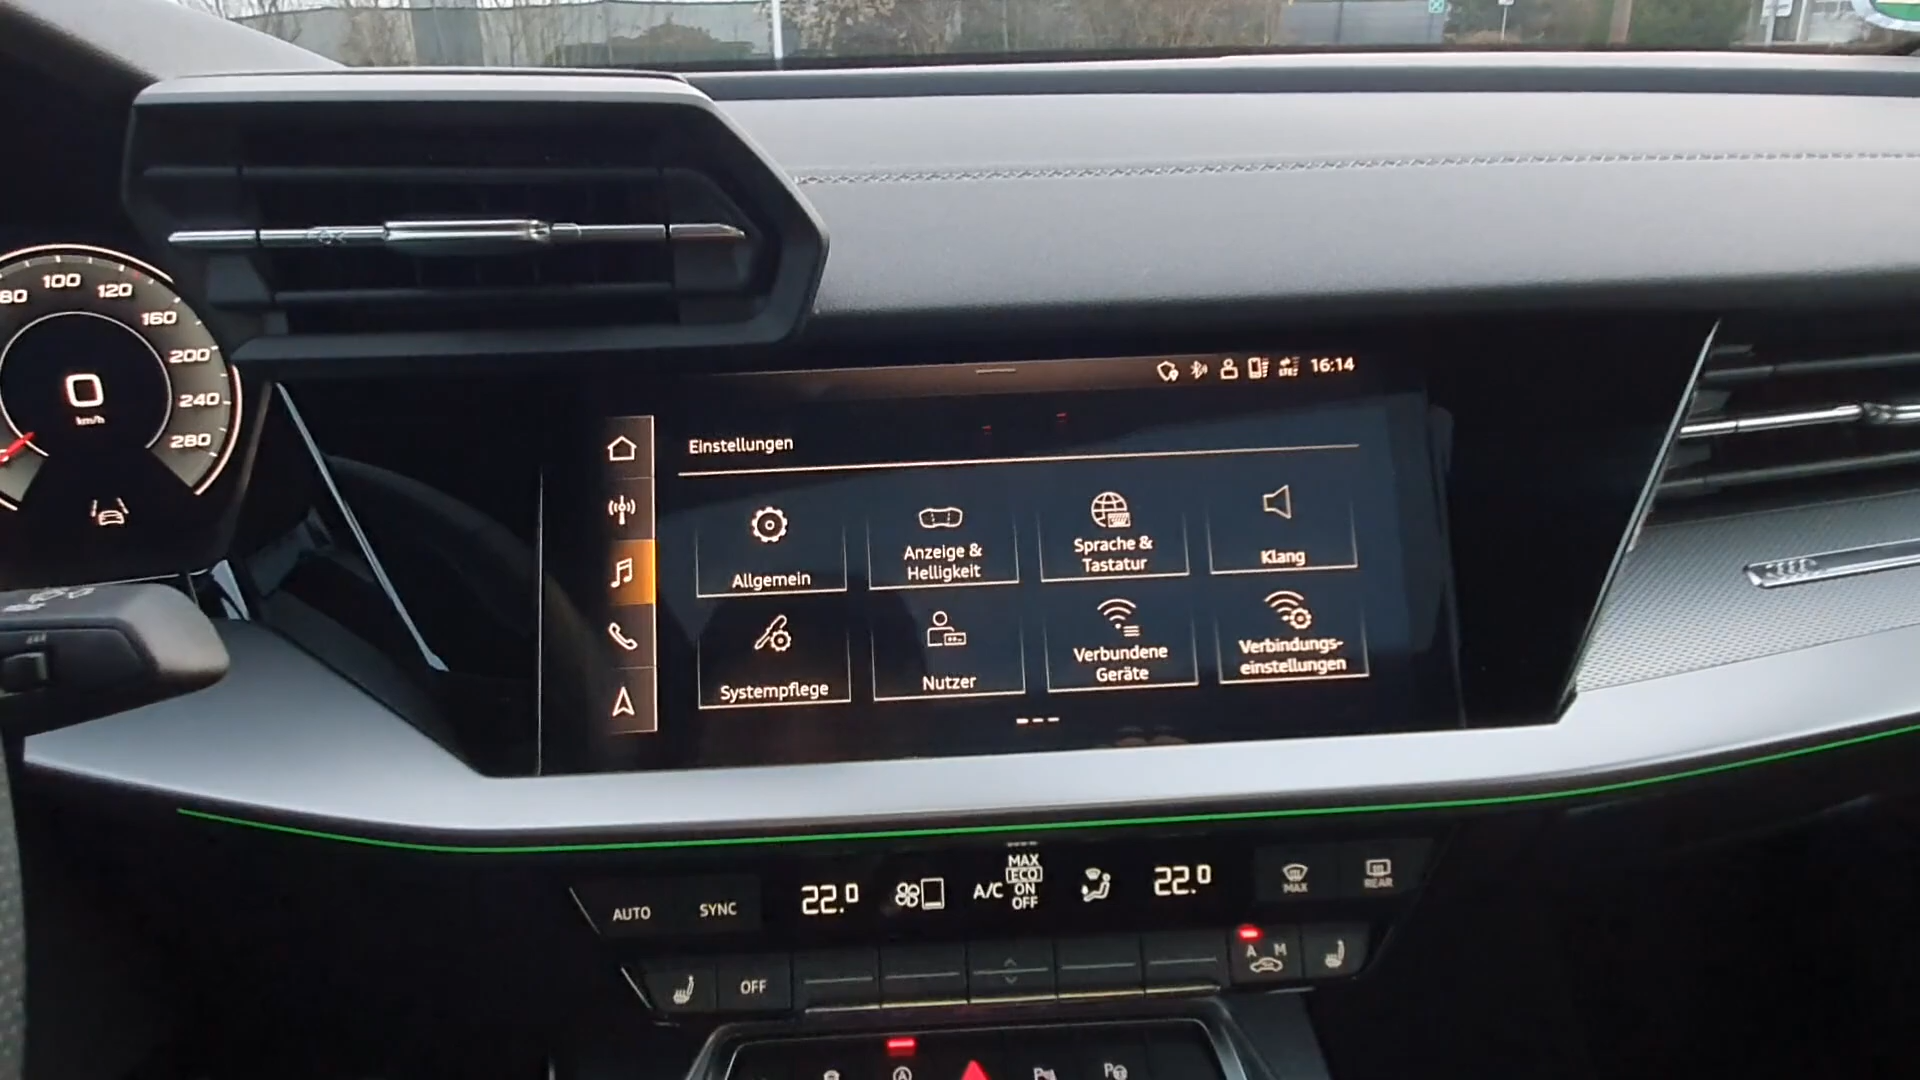 80
100
120
160
200
240
280
0
km/h
16:14
Einstellungen
Allgemein
Anzeige &
Helligkeit
Sprache &
Tastatur
Klang
Systempflege
Nutzer
Verbundene
Geräte
Verbindungs-
einstellungen
AUTO
SYNC
22.0
A/C
MAX
ECO
ON
OFF
22.0
MAX
REAR
OFF
A
M
A
P
P